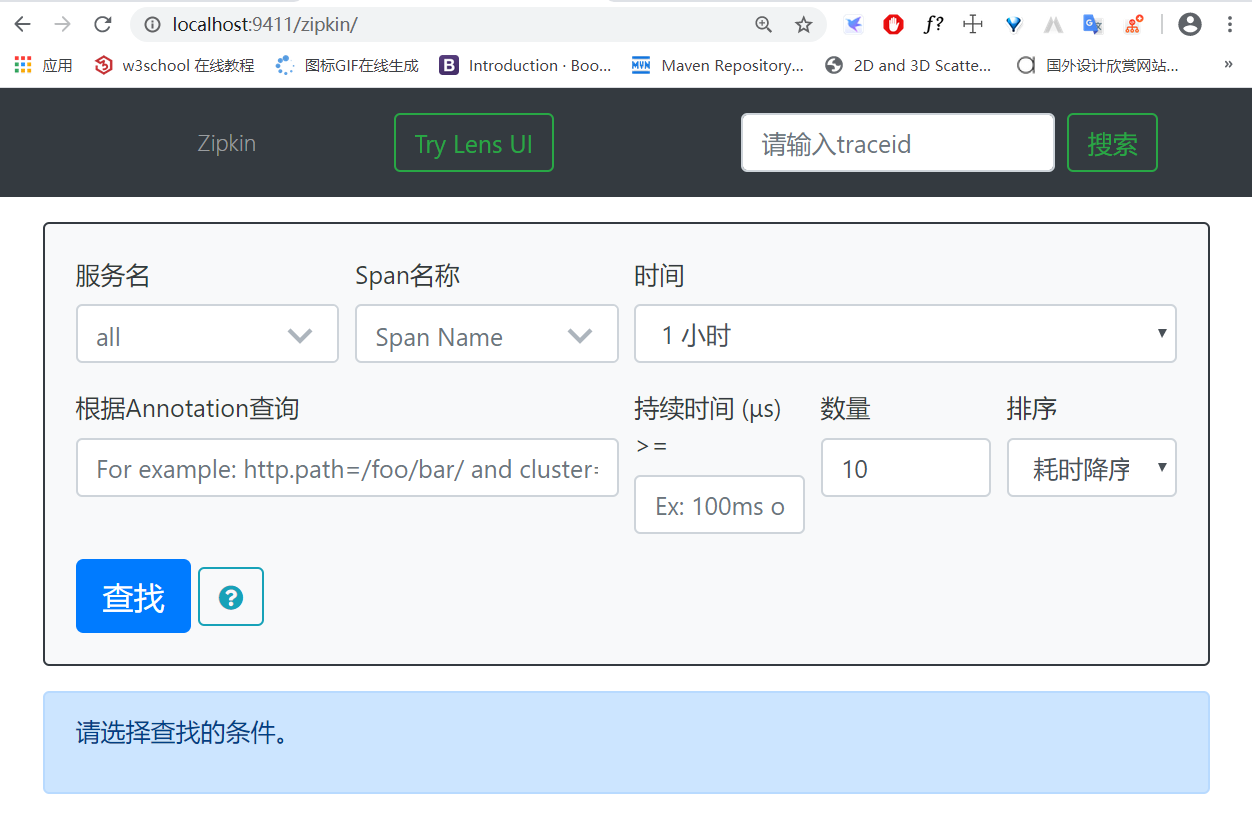 localhost:9411/zipkin/
f?
应用
w3school 在线教程
图标GIF在线生成
B
Introduction · Boo...
MVN
Maven Repository...
2D and 3D Scatte...
国外设计欣赏网站...
»
Zipkin
Try Lens UI
请输入traceid
搜索
服务名
Span名称
时间
all
Span Name
1 小时
根据Annotation查询
持续时间 (μs)
>=
数量
排序
For example: http.path=/foo/bar/ and cluster=
Ex: 100ms o
10
耗时降序
查找
?
请选择查找的条件。